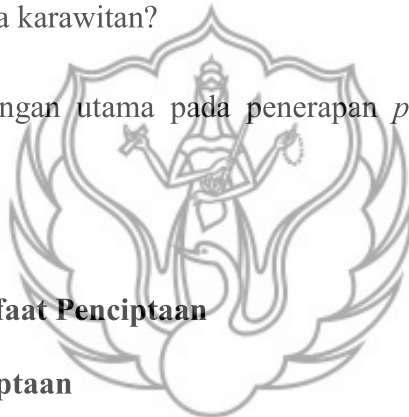 a karawitan?
ngan utama pada penerapan p
faat Penciptaan
ptaan